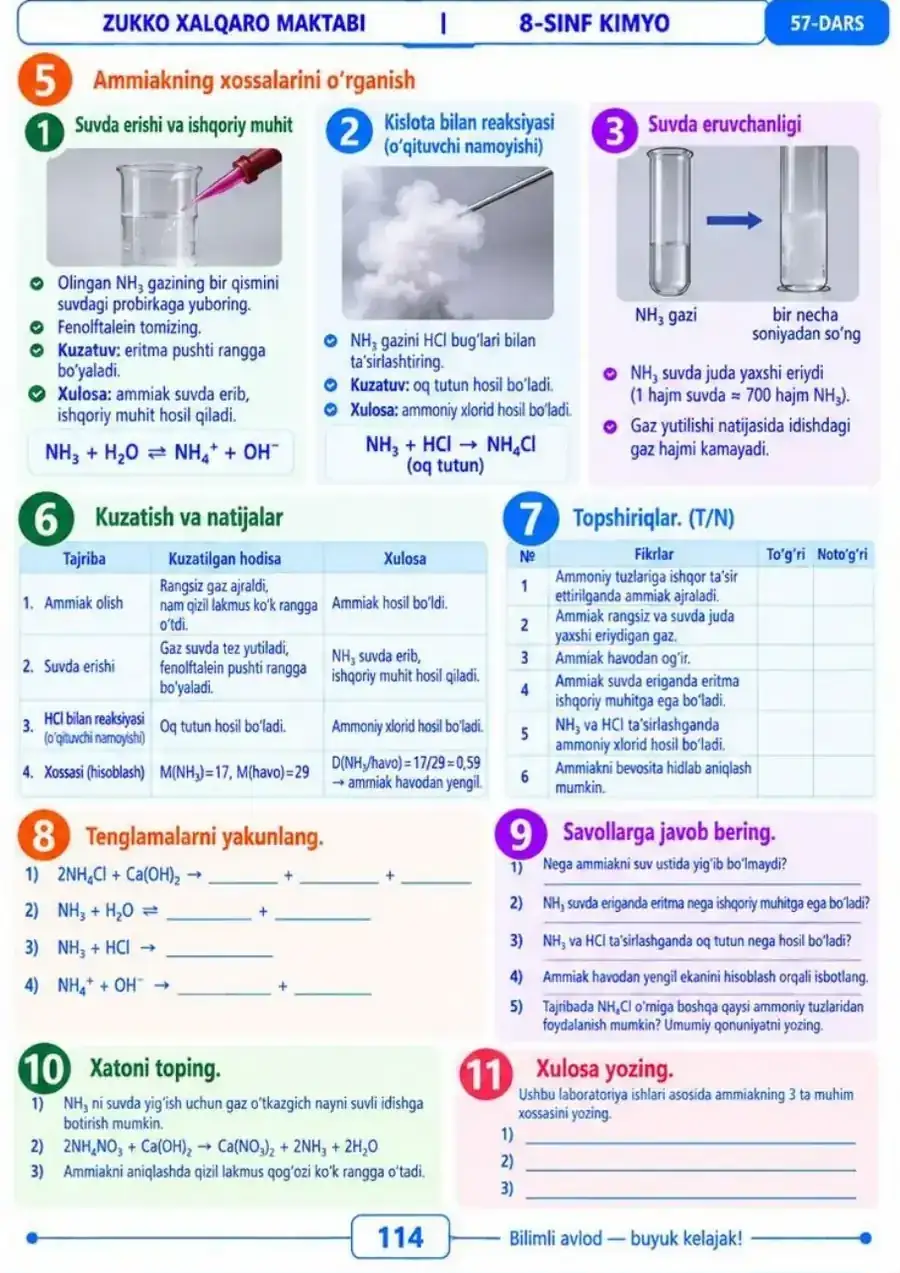 ZUKKO XALQARO MAKTABI | 8-SINF KIMYO
57-DARS
5 Ammiakning xossalarini o‘rganish
1 Suvda erishi va ishqoriy muhit
Olingan NH₃ gazining bir qismini
suvdagi probirkaga yuboring.
Fenolftalein tomizing.
Kuzatuv: eritma pushti rangga
bo‘yaladi.
Xulosa: ammiak suvda erib,
ishqoriy muhit hosil qiladi.
NH₃ + H₂O ⇌ NH₄⁺ + OH⁻
2 Kislota bilan reaksiyasi
(o‘qituvchi namoyishi)
NH₃ gazini HCl bug‘lari bilan
ta’sirlashtiring.
Kuzatuv: oq tutun hosil bo‘ladi.
Xulosa: ammoniy xlorid hosil bo‘ladi.
NH₃ + HCl → NH₄Cl
(oq tutun)
3 Suvda eruvchanligi
NH₃ gazi
bir necha
soniyadan so‘ng
NH₃ suvda juda yaxshi eriydi
(1 hajm suvda ≈ 700 hajm NH₃).
Gaz yutilishi natijasida idishdagi
gaz hajmi kamayadi.
6 Kuzatish va natijalar
Tajriba Kuzatilgan hodisa Xulosa
1. Ammiak olish
Rangsiz gaz ajraldi,
nam qizil lakmus ko‘k rangga
o‘tdi.
Ammiak hosil bo‘ldi.
2. Suvda erishi
Gaz suvda tez yutiladi,
fenolftalein pushti rangga
bo‘yaladi.
NH₃ suvda erib,
ishqoriy muhit hosil qiladi.
3. HCl bilan reaksiyasi
(o‘qituvchi namoyishi)
Oq tutun hosil bo‘ladi.
Ammoniy xlorid hosil bo‘ladi.
4. Xossasi (hisoblash)
M(NH₃)=17, M(havo)=29
D(NH₃/havo)=17/29≈0,59
→ ammiak havodan yengil.
7 Topshiriqlar. (T/N)
№ Fikrlar To‘g‘ri Noto‘g‘ri
1 Ammoniy tuzlariga ishqor ta’sir
ettirilganda ammiak ajraladi.
2 Ammiak rangsiz va suvda juda
yaxshi eriydigan gaz.
3 Ammiak havodan og‘ir.
4 Ammiak suvda eriganda eritma
ishqoriy muhitga ega bo‘ladi.
5 NH₃ va HCl ta’sirlashganda
ammoniy xlorid hosil bo‘ladi.
6 Ammiakni bevosita hidlab aniqlash
mumkin.
8 Tenglamalarni yakunlang.
1) 2NH₄Cl + Ca(OH)₂ → ________ + ________ + ________
2) NH₃ + H₂O ⇌ ________ + ________
3) NH₃ + HCl → ________
4) NH₄⁺ + OH⁻ → ________ + ________
9 Savollarga javob bering.
1) Nega ammiakni suv ustida yig‘ib bo‘lmaydi?
2) NH₃ suvda eriganda eritma nega ishqoriy muhitga ega bo‘ladi?
3) NH₃ va HCl ta’sirlashganda oq tutun nega hosil bo‘ladi?
4) Ammiak havodan yengil ekanini hisoblash orqali isbotlang.
5) Tajribada NH₄Cl o‘rniga boshqa qaysi ammoniy tuzlaridan
foydalanish mumkin? Umumiy qonuniyatni yozing.
10 Xatoni toping.
1) NH₃ ni suvda yig‘ish uchun gaz o‘tkazgich nayni suvli idishga
botirish mumkin.
2) 2NH₄NO₃ + Ca(OH)₂ → Ca(NO₃)₂ + 2NH₃ + 2H₂O
3) Ammiakni aniqlashda qizil lakmus qog‘ozi ko‘k rangga o‘tadi.
11 Xulosa yozing.
Ushbu laboratoriya ishlari asosida ammiakning 3 ta muhim
xossasini yozing.
1) ________
2) ________
3) ________
114
Bilimli avlod — buyuk kelajak!